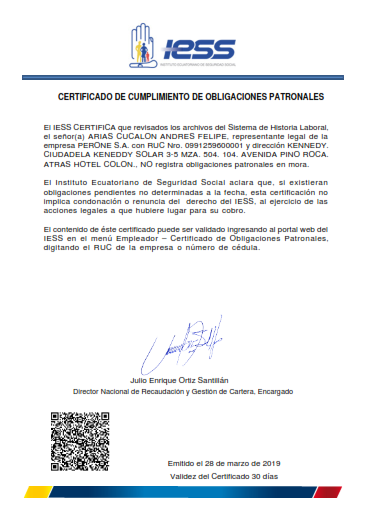 IESS
INSTITUTO ECUATORIANO DE SEGURIDAD SOCIAL
CERTIFICADO DE CUMPLIMIENTO DE OBLIGACIONES PATRONALES
El IESS CERTIFICA que revisados los archivos del Sistema de Historia Laboral,
el señor(a) ARIAS CUCALON ANDRES FELIPE, representante legal de la
empresa PERONE S.A. con RUC Nro. 0991259600001 y dirección KENNEDY.
CIUDADELA KENEDDY SOLAR 3-5 MZA. 504. 104. AVENIDA PINO ROCA.
ATRAS HOTEL COLON., NO registra obligaciones patronales en mora.
El Instituto Ecuatoriano de Seguridad Social aclara que, si existieran
obligaciones pendientes no determinadas a la fecha, esta certificación no
implica condonación o renuncia del derecho del IESS, al ejercicio de las
acciones legales a que hubiere lugar para su cobro.
El contenido de éste certificado puede ser validado ingresando al portal web del
IESS en el menú Empleador – Certificado de Obligaciones Patronales,
digitando el RUC de la empresa o número de cédula.
Julio Enrique Ortiz Santillán
Director Nacional de Recaudación y Gestión de Cartera, Encargado
Emitido el 28 de marzo de 2019
Validez del Certificado 30 días